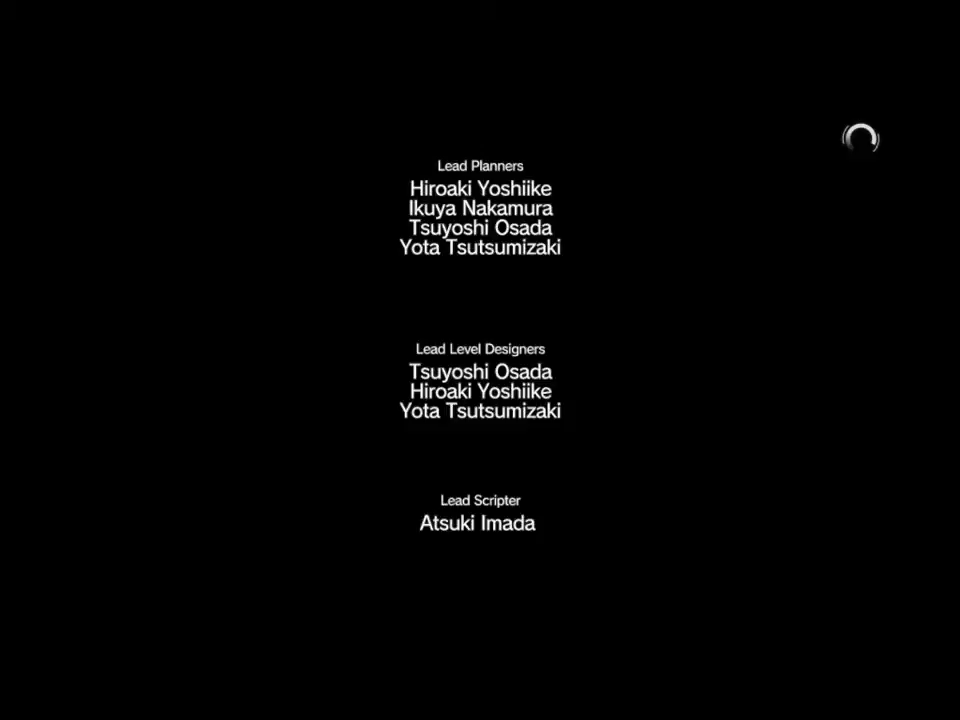 Lead Planners
Hiroaki Yoshiike
Ikuya Nakamura
Tsuyoshi Osada
Yota Tsutsumizaki
Lead Level Designers
Tsuyoshi Osada
Hiroaki Yoshiike
Yota Tsutsumizaki
Lead Scripter
Atsuki Imada